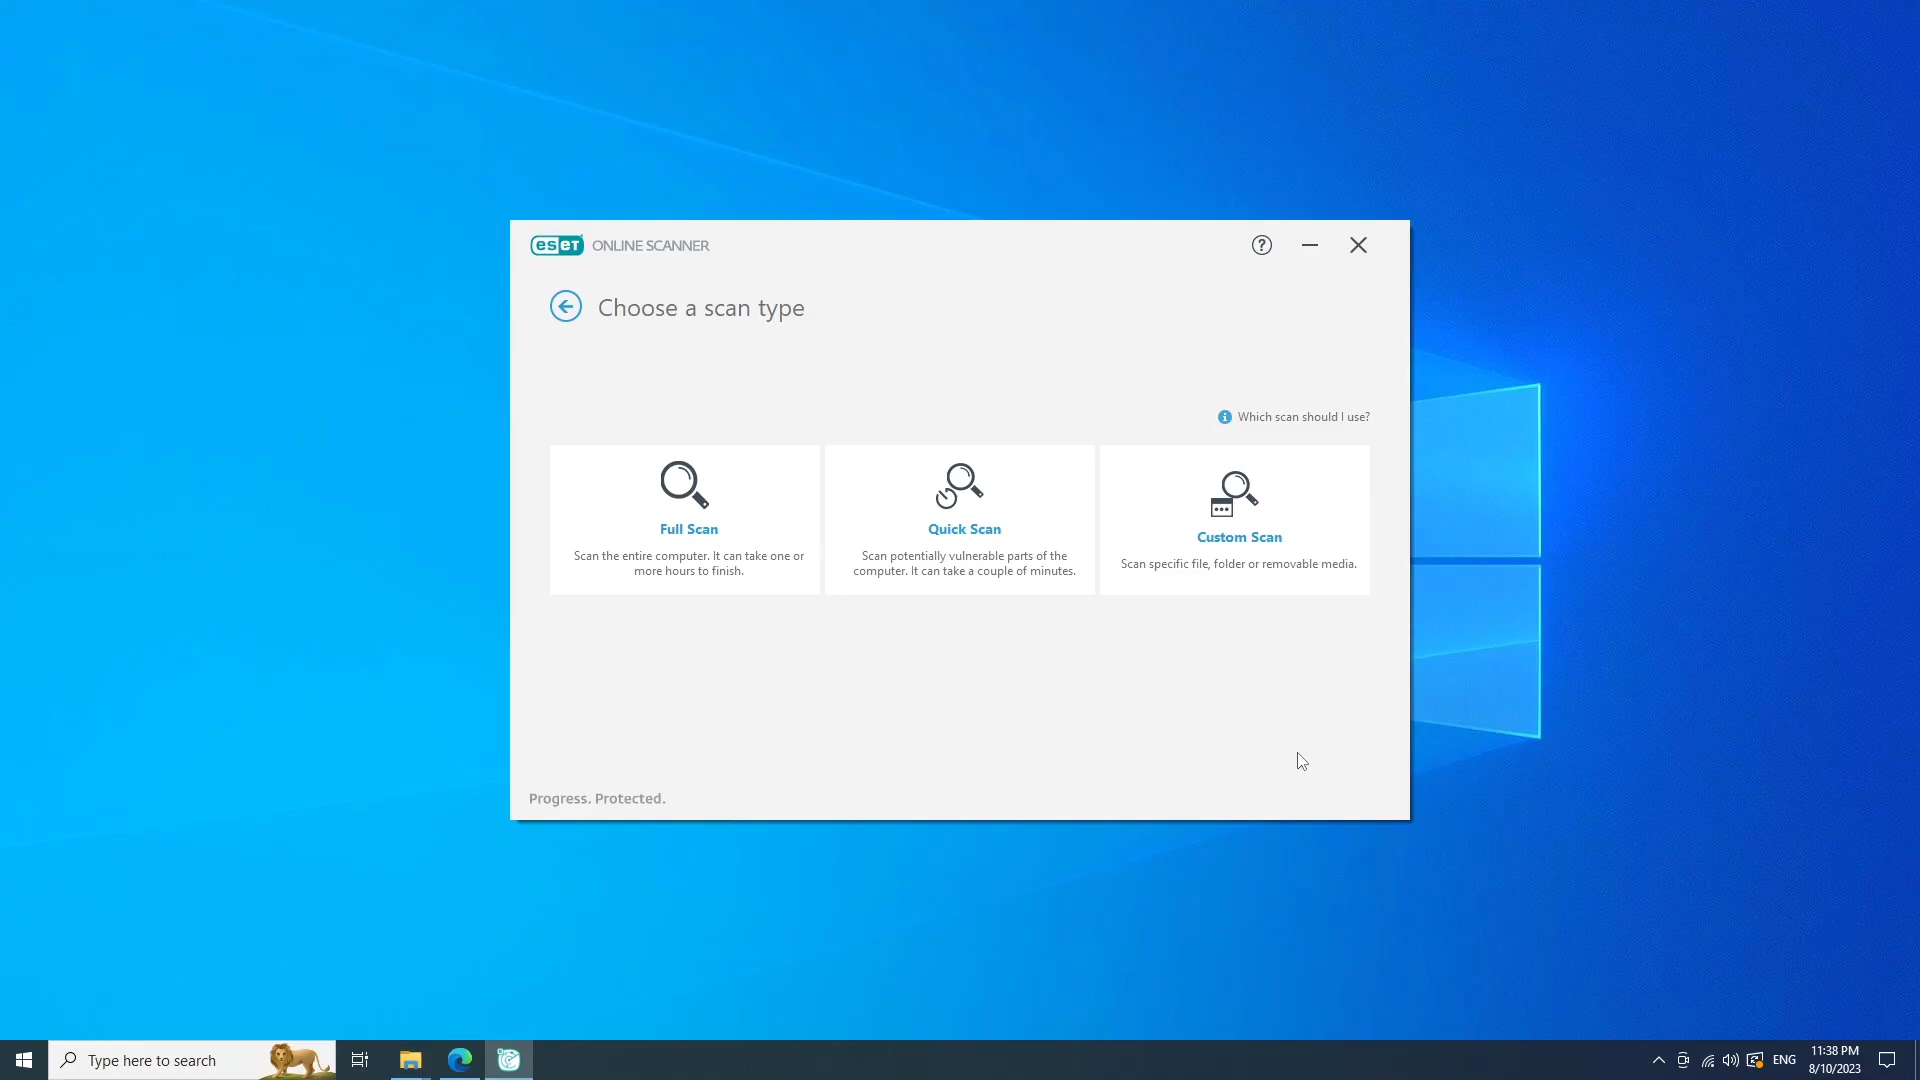 eseт ONLINE SCANNER
Choose a scan type
Which scan should I use?
Full Scan
Scan the entire computer. It can take one or
more hours to finish.
Quick Scan
Scan potentially vulnerable parts of the
computer. It can take a couple of minutes.
Custom Scan
Scan specific file, folder or removable media.
Progress. Protected.
Type here to search
ENG
11:38 PM
8/10/2023